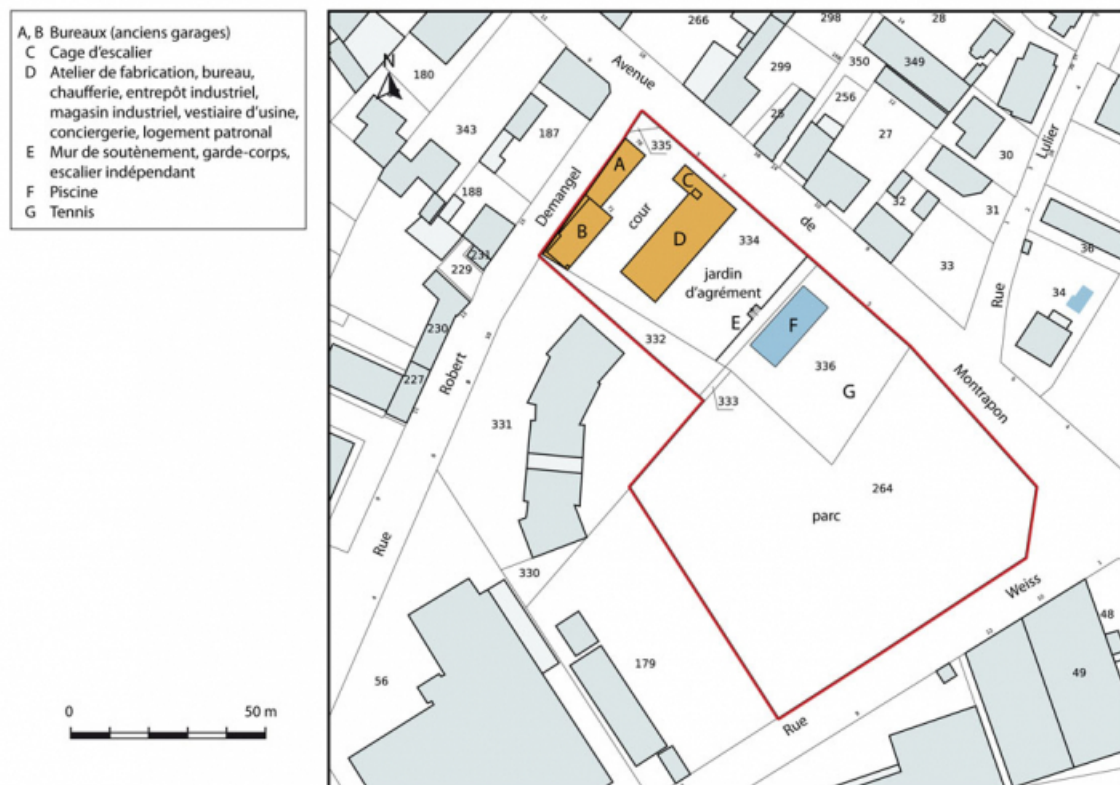 A, B Bureaux (anciens garages)
C Cage d'escalier
D Atelier de fabrication, bureau,
chaufferie, entrepôt industriel,
magasin industriel, vestiaire d'usine,
conciergerie, logement patronal
E Mur de soutènement, garde-corps,
escalier indépendant
F Piscine
G Tennis
0 50 m
N
180
266
298
28
299
350
349
Avenue
343
187
25
256
27
30
Lulier
335
A
C
188
Demangel
cour
B
D
334
de
32
31
36
231
229
jardin
d'agrément
33
Rue
34
230
E
F
332
336
227
Robert
333
G
Montrapon
331
264
parc
Rue
330
Weiss
179
48
56
49
Rue